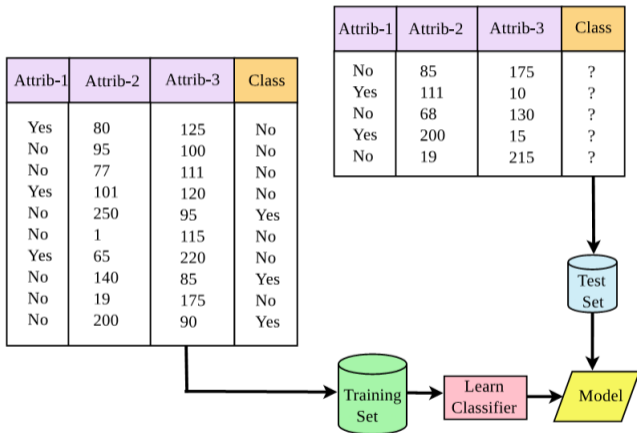 Attrib-1 Attrib-2 Attrib-3 Class
Yes 80 125 No
No 95 100 No
No 77 111 No
Yes 101 120 No
No 250 95 Yes
No 1 115 No
Yes 65 220 No
No 140 85 Yes
No 19 175 No
No 200 90 Yes
Attrib-1 Attrib-2 Attrib-3 Class
No 85 175 ?
Yes 111 10 ?
No 68 130 ?
Yes 200 15 ?
No 19 215 ?
Test
Set
Training
Set
Learn
Classifier
Model